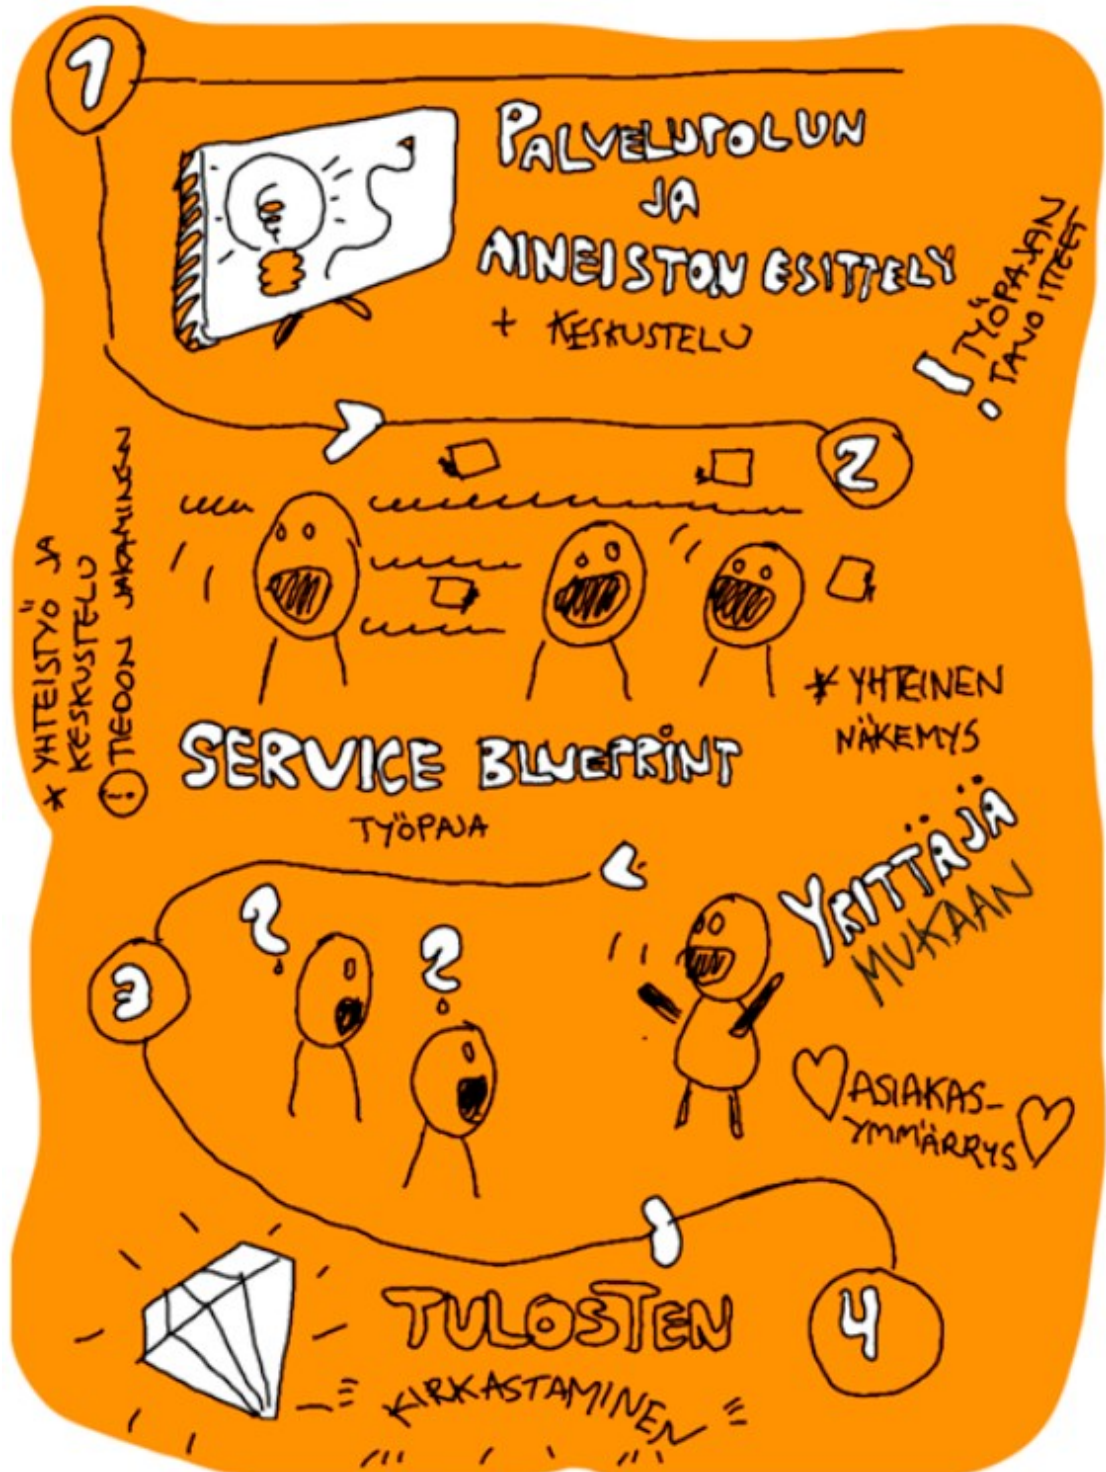 1
PALVELUPOLUN
JA
AINEISTON ESITTELY
+ KESKUSTELU
! TYÖPAJAN
TAVOITTEET
2
* YHTEISTYÖ JA
KESKUSTELU
! TIEDON JAKAMINEN
* YHTEINEN
NÄKEMYS
SERVICE BLUEPRINT
TYÖPAJA
3
? ?
YRITTÄJÄ
MUKAAN
ASIAKAS-
YMMÄRRYS
4
TULOSTEN
KIRKASTAMINEN